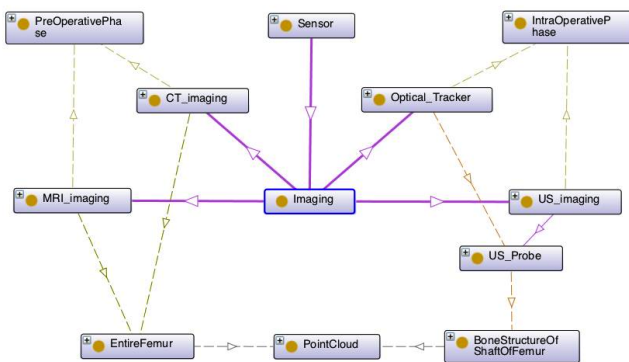 PreOperativePha
se
Sensor
IntraOperativeP
hase
CT_imaging
Optical_Tracker
MRI_imaging
Imaging
US_imaging
US_Probe
EntireFemur
PointCloud
BoneStructureOf
ShaftOfFemur